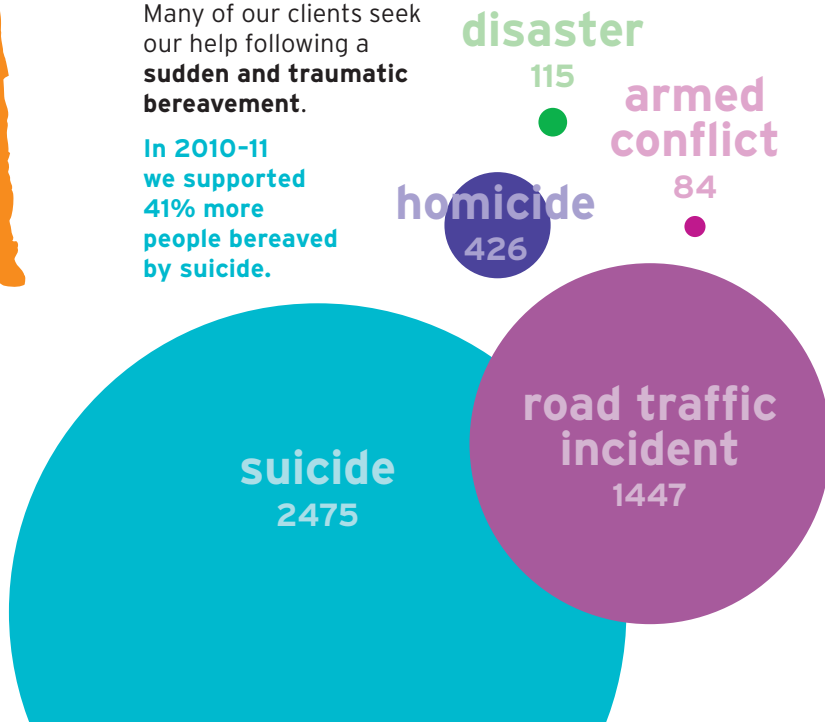 Many of our clients seek
our help following a
sudden and traumatic
bereavement.
In 2010-11
we supported
41% more
people bereaved
by suicide.
disaster
115
armed
conflict
84
homicide
426
road traffic
incident
1447
suicide
2475